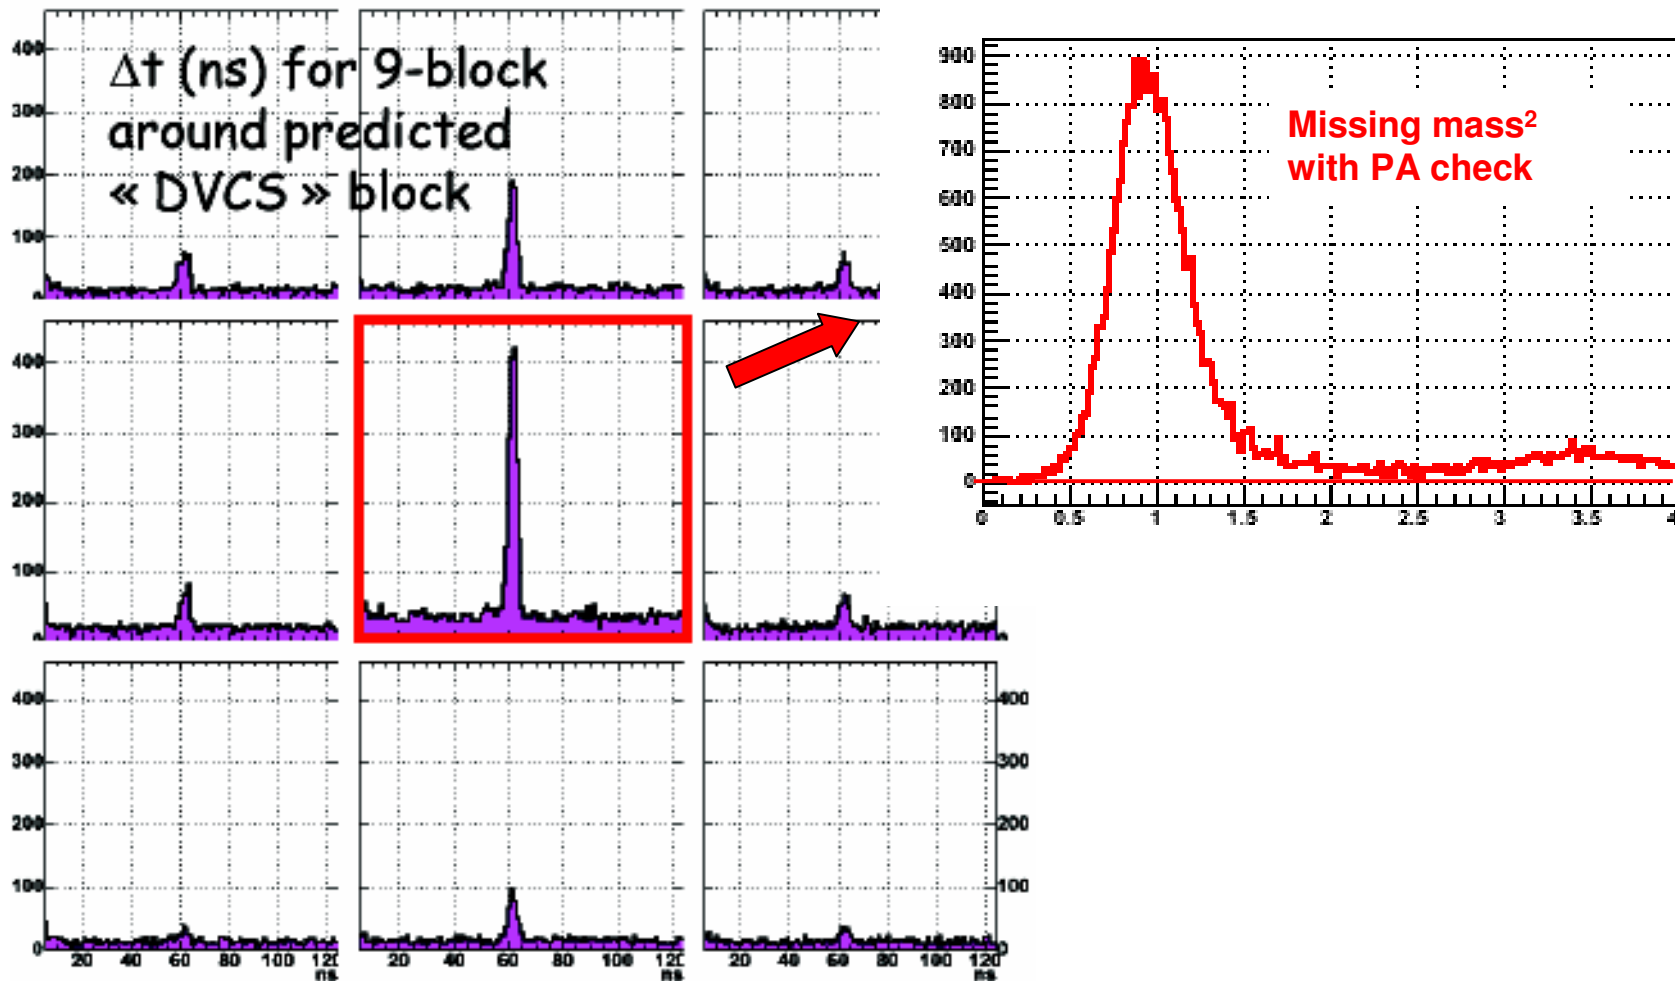 Δt (ns) for 9-block
around predicted
« DVCS » block
400
300
200
100
0
400
300
200
100
0
400
300
200
100
0
20 40 60 80 100 120
ns
20 40 60 80 100 120
ns
20 40 60 80 100 120
ns
400
300
200
100
0
Missing mass²
with PA check
900
800
700
600
500
400
300
200
100
0
0 0.5 1 1.5 2 2.5 3 3.5 4